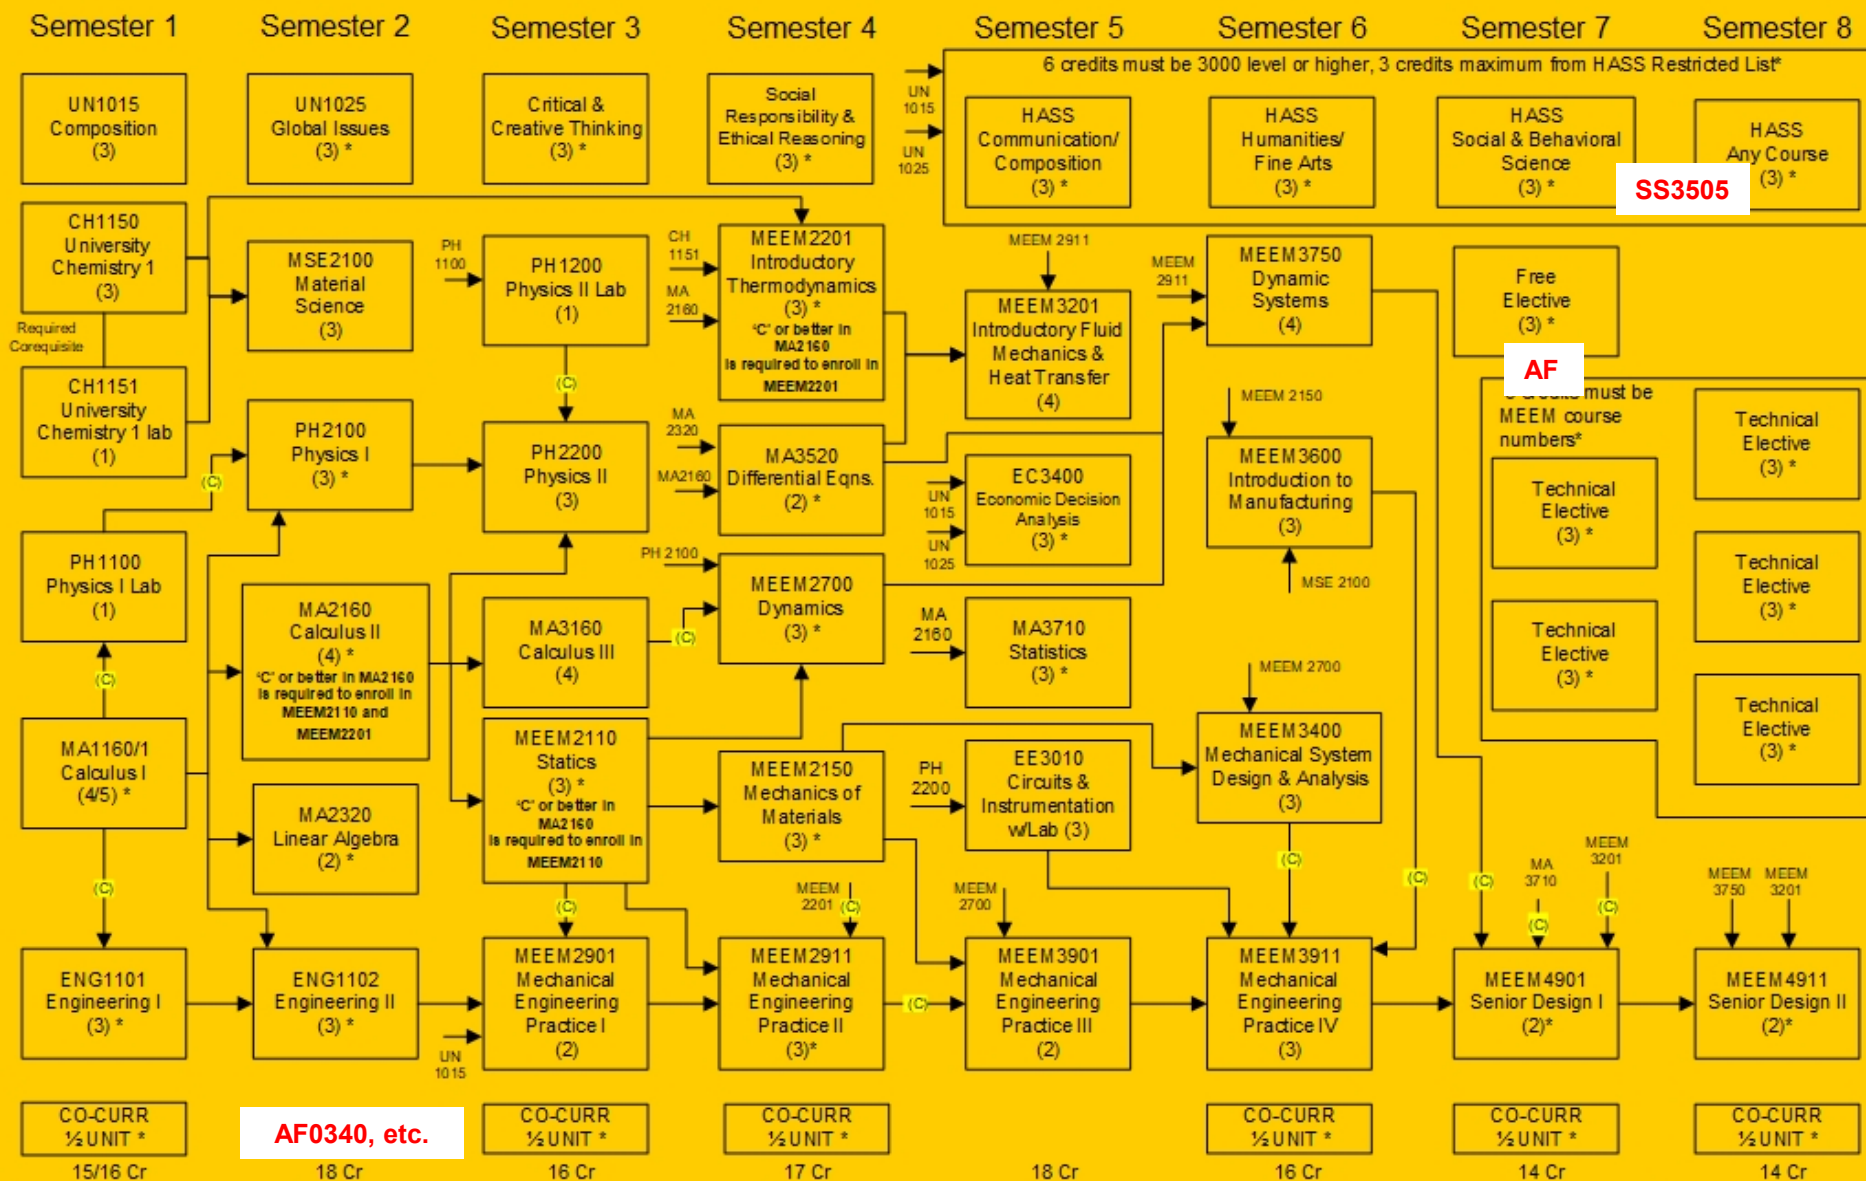 Semester 1
Semester 2
Semester 3
Semester 4
Semester 5
Semester 6
Semester 7
Semester 8
UN1015
Composition
(3)
UN1025
Global Issues
(3) *
Critical &
Creative Thinking
(3) *
Social
Responsibility &
Ethical Reasoning
(3) *
UN
1015
UN
1025
6 credits must be 3000 level or higher, 3 credits maximum from HASS Restricted List*
HASS
Communication/
Composition
(3) *
HASS
Humanities/
Fine Arts
(3) *
HASS
Social & Behavioral
Science
(3) *
SS3505
HASS
Any Course
(3) *
CH1150
University
Chemistry 1
(3)
Required
Corequisite
CH1151
University
Chemistry 1 lab
(1)
MSE2100
Material
Science
(3)
PH
1100
PH1200
Physics II Lab
(1)
(C)
CH
1151
MA
2160
MEEM2201
Introductory
Thermodynamics
(3) *
'C' or better in
MA2160
is required to enroll in
MEEM2201
MEEM 2911
MEEM3201
Introductory Fluid
Mechanics &
Heat Transfer
(4)
MEEM
2911
MEEM3750
Dynamic
Systems
(4)
Free
Elective
(3) *
AF
credits must be
MEEM course
numbers*
Technical
Elective
(3) *
Technical
Elective
(3) *
Technical
Elective
(3) *
Technical
Elective
(3) *
Technical
Elective
(3) *
(C)
PH2100
Physics I
(3) *
PH2200
Physics II
(3)
MA
2320
MA2160
MA3520
Differential Eqns.
(2) *
UN
1015
UN
1025
EC3400
Economic Decision
Analysis
(3) *
MEEM 2150
MEEM3600
Introduction to
Manufacturing
(3)
MSE 2100
PH1100
Physics I Lab
(1)
(C)
MA2160
Calculus II
(4) *
'C' or better in MA2160
is required to enroll in
MEEM2110 and
MEEM2201
MA3160
Calculus III
(4)
(C)
PH 2100
MEEM2700
Dynamics
(3) *
MA
2160
MA3710
Statistics
(3) *
MEEM 2700
MEEM3400
Mechanical System
Design & Analysis
(3)
(C)
(C)
MA1160/1
Calculus I
(4/5) *
(C)
MA2320
Linear Algebra
(2) *
MEEM2110
Statics
(3) *
'C' or better in
MA2160
is required to enroll in
MEEM2110
(C)
MEEM2150
Mechanics of
Materials
(3) *
PH
2200
EE3010
Circuits &
Instrumentation
w/Lab (3)
MEEM
2201
(C)
MEEM
2700
(C)
MA
3710
(C)
MEEM
3201
(C)
MEEM
3750
MEEM
3201
ENG1101
Engineering I
(3) *
ENG1102
Engineering II
(3) *
UN
1015
MEEM2901
Mechanical
Engineering
Practice I
(2)
MEEM2911
Mechanical
Engineering
Practice II
(3)*
(C)
MEEM3901
Mechanical
Engineering
Practice III
(2)
MEEM3911
Mechanical
Engineering
Practice IV
(3)
MEEM4901
Senior Design I
(2)*
MEEM4911
Senior Design II
(2)*
CO-CURR
½ UNIT *
AF0340, etc.
CO-CURR
½ UNIT *
CO-CURR
½ UNIT *
CO-CURR
½ UNIT *
CO-CURR
½ UNIT *
CO-CURR
½ UNIT *
15/16 Cr
18 Cr
16 Cr
17 Cr
18 Cr
16 Cr
14 Cr
14 Cr